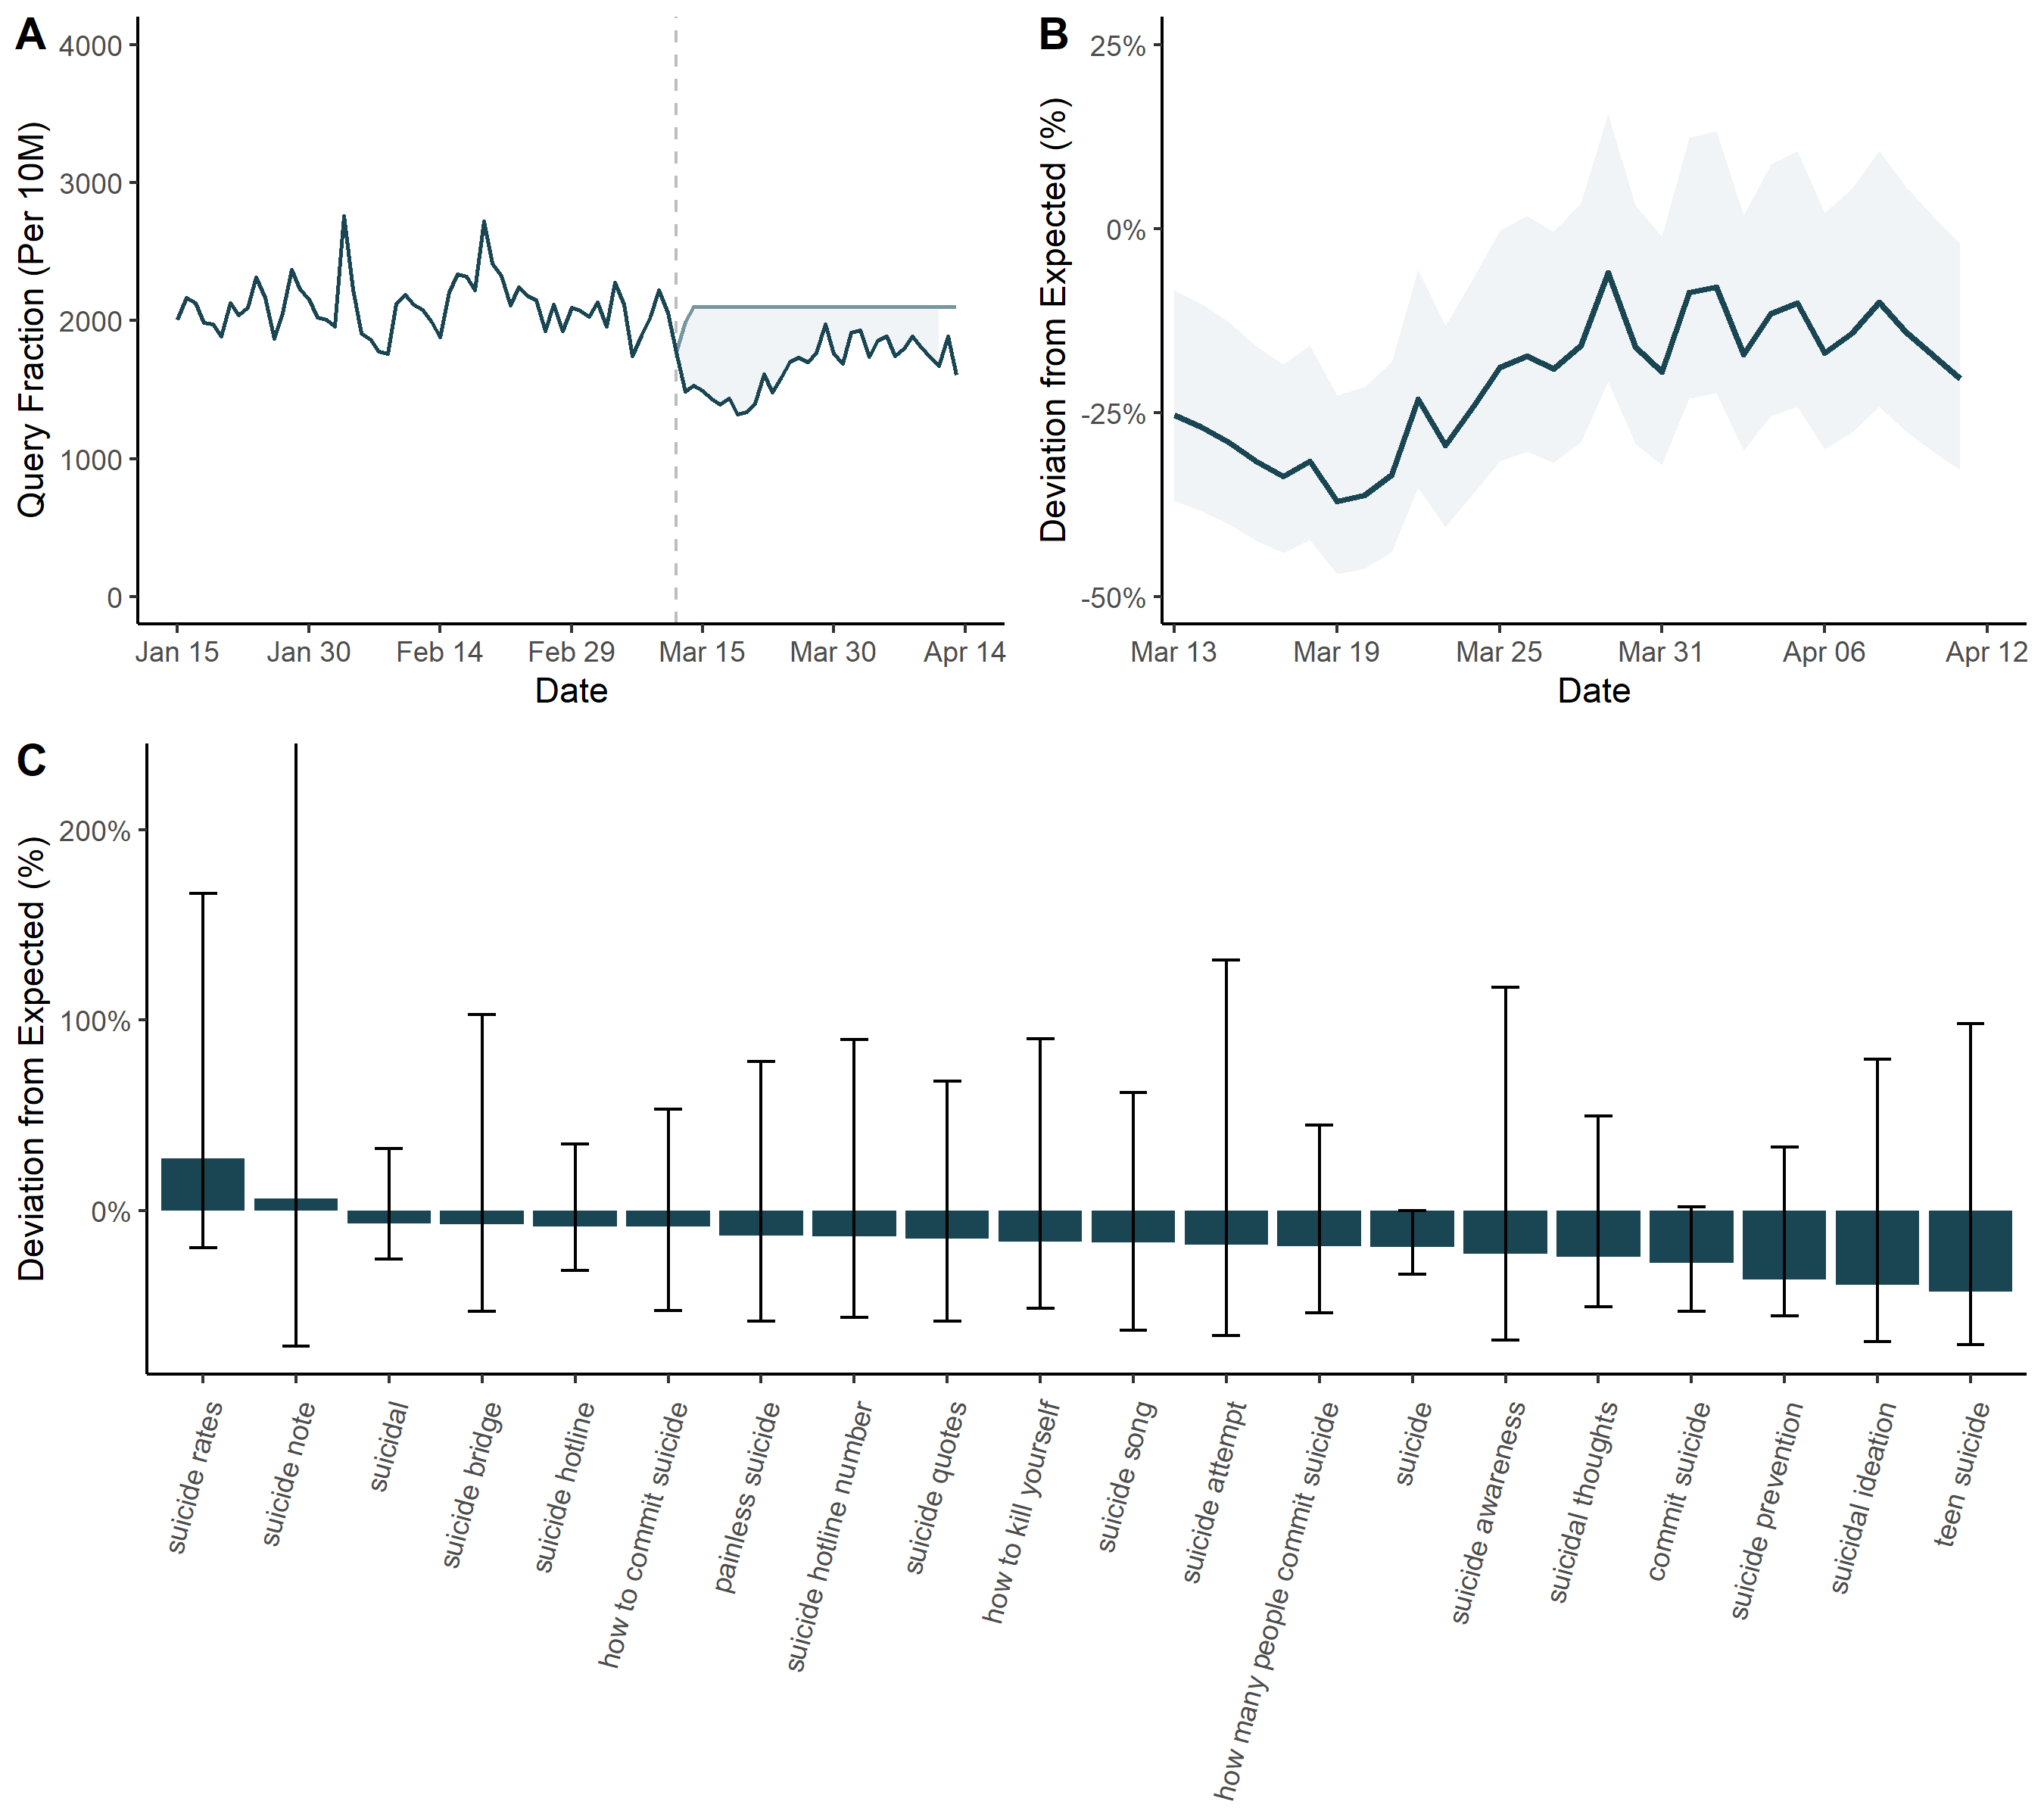 A
Query Fraction (Per 10M)
4000
3000
2000
1000
0
Jan 15 Jan 30 Feb 14 Feb 29 Mar 15 Mar 30 Apr 14
Date
B
Deviation from Expected (%)
25%
0%
-25%
-50%
Mar 13 Mar 19 Mar 25 Mar 31 Apr 06 Apr 12
Date
C
Deviation from Expected (%)
200%
100%
0%
suicide rates
suicide note
suicidal
suicide bridge
suicide hotline
how to commit suicide
painless suicide
suicide hotline number
suicide quotes
how to kill yourself
suicide song
suicide attempt
how many people commit suicide
suicide
suicide awareness
suicidal thoughts
commit suicide
suicide prevention
suicidal ideation
teen suicide